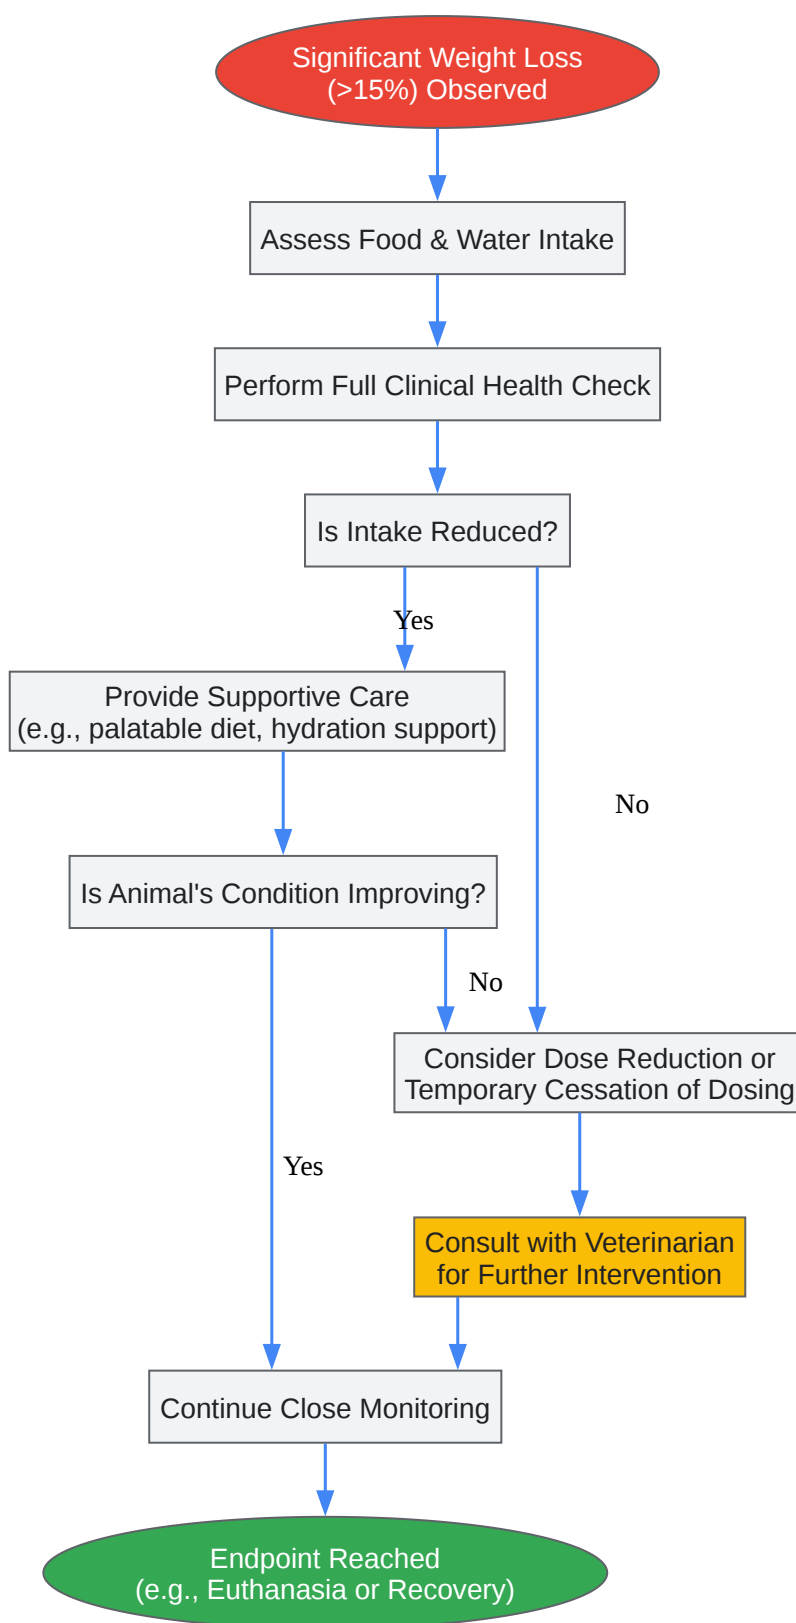 Significant Weight Loss
(>15%) Observed
Assess Food & Water Intake
Perform Full Clinical Health Check
Is Intake Reduced?
Yes
Provide Supportive Care
(e.g., palatable diet, hydration support)
No
Is Animal's Condition Improving?
No
Consider Dose Reduction or
Temporary Cessation of Dosing
Yes
Consult with Veterinarian
for Further Intervention
Continue Close Monitoring
Endpoint Reached
(e.g., Euthanasia or Recovery)